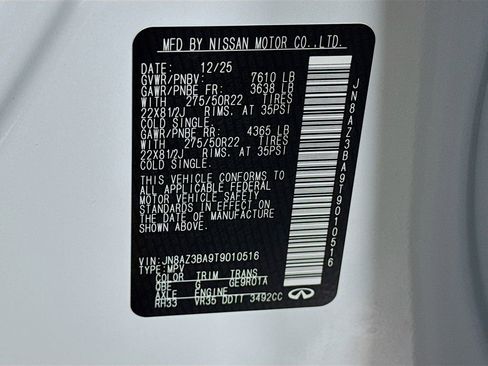 MFD BY NISSAN MOTOR CO.,LTD.
DATE: 12/25
GVWR/PNBV: 7610 LB
GAWR/PNBE FR: 3638 LB
WITH 275/50R22 TIRES
22X81/2J RIMS. AT 35PSI
COLD SINGLE.
GAWR/PNBE RR: 4365 LB
WITH 275/50R22 TIRES
22X81/2J RIMS. AT 35PSI
COLD SINGLE.
THIS VEHICLE CONFORMS TO
ALL APPLICABLE FEDERAL
MOTOR VEHICLE SAFETY
STANDARDS IN EFFECT ON
THE DATE OF MANUFACTURE
SHOWN ABOVE.
VIN:JN8AZ3BA9T9010516
TYPE:MPV
COLOR TRIM TRANS
QBE G GE9R01A
AXLE ENGINE
RH33 VR35 DDTT 3492CC
INFINITI
JN8AZ3BA9T9010516